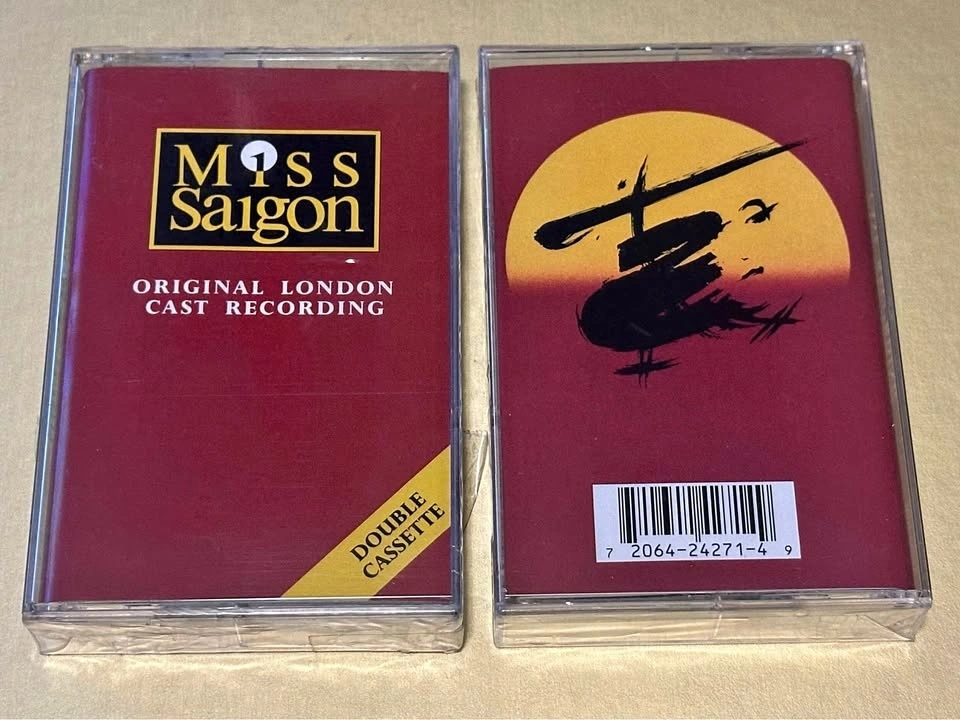 Miss
Saigon
ORIGINAL LONDON
CAST RECORDING
DOUBLE
CASSETTE
7 2064-24271-4 9